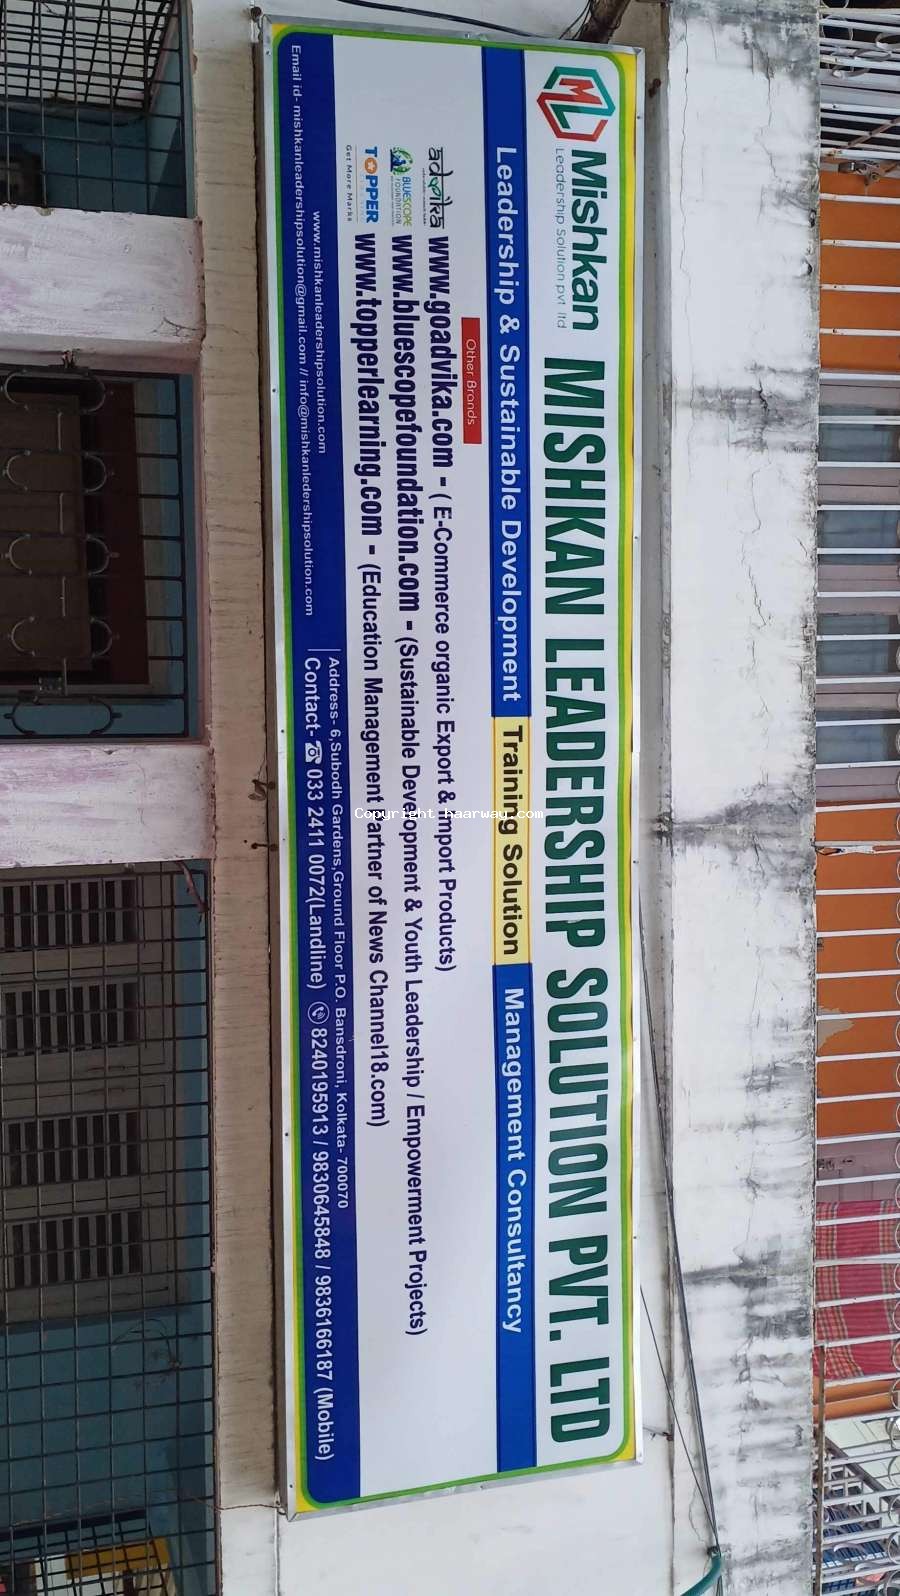 Mishkan
Leadership Solution pvt ltd
MISHKAN LEADERSHIP SOLUTION PVT. LTD
Leadership & Sustainable Development Training Solution Management Consultancy
Other Brands
advika www.goadvika.com - ( E-Commerce organic Export & Import Products)
BLUESCOPE FOUNDATION www.bluescopefoundation.com - (Sustainable Development & Youth Leadership / Empowerment Projects)
TOPPER www.topperlearning.com - (Education Management Partner of News Channel18.com)
Get More Marks
www.mishkanleadershipsolution.com
Email id- mishkanleadershipsolution@gmail.com // info@mishkanledershipsolution.com
Address- 6,Subodh Gardens,Ground Floor P.O. Bansdroni, Kolkata- 700070
Contact- ☎ 033 2411 0072(Landline) 8240195913 / 9830645848 / 9836166187 (Mobile)
Copyright haarway.com